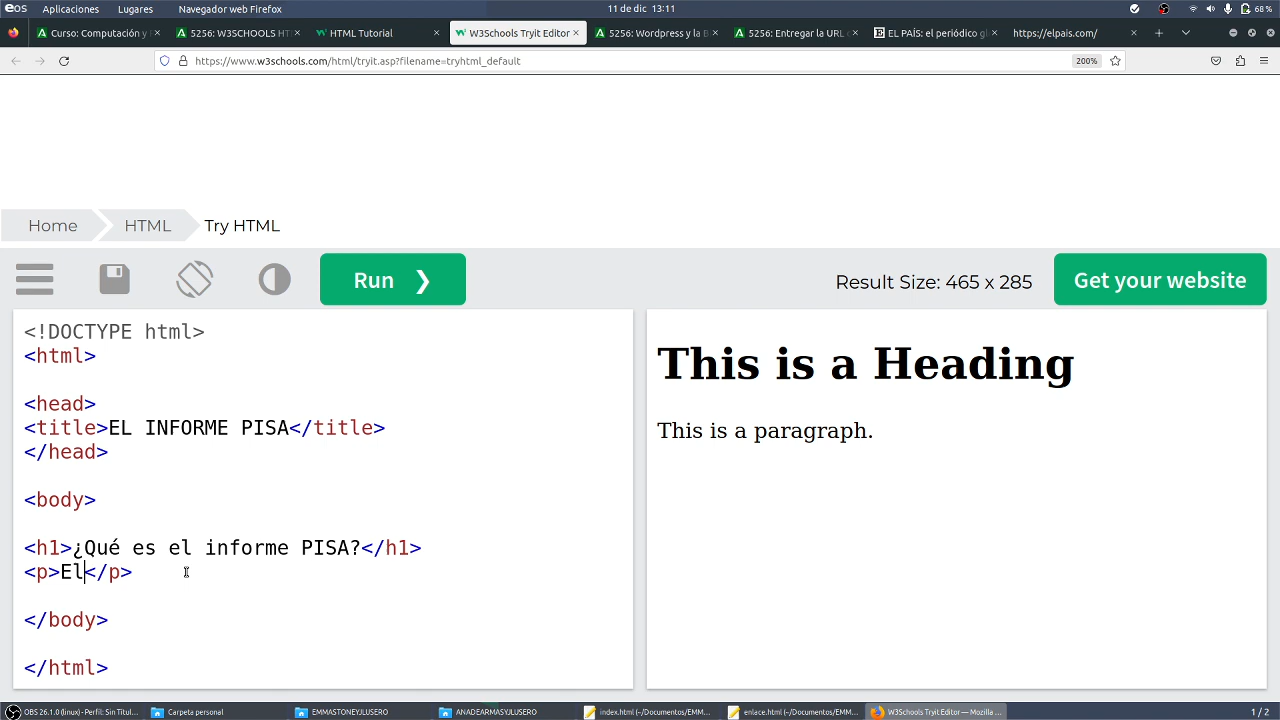 eos Aplicaciones Lugares Navegador web Firefox 11 de dic 13:11 68 %
Curso: Computación y 5256: W3SCHOOLS HT HTML Tutorial W3Schools Tryit Editor 5256: Wordpress y la B 5256: Entregar la URL EL PAÍS: el periódico gl https://elpais.com/
https://www.w3schools.com/html/tryit.asp?filename=tryhtml_default 200%
Home HTML Try HTML
Run ❯ Result Size: 465 x 285 Get your website
<!DOCTYPE html>
<html>
<head>
<title>EL INFORME PISA</title>
</head>
<body>
<h1>¿Qué es el informe PISA?</h1>
<p>El</p>
</body>
</html>
This is a Heading
This is a paragraph.
OBS 26.1.0 (linux) - Perfil: Sin Titul... Carpeta personal EMMASTONEYJLUSERO ANADEARMASYJLUSERO index.html (~/Documentos/EMM... enlace.html (~/Documentos/EMM... W3Schools Tryit Editor — Mozilla ... 1 / 2